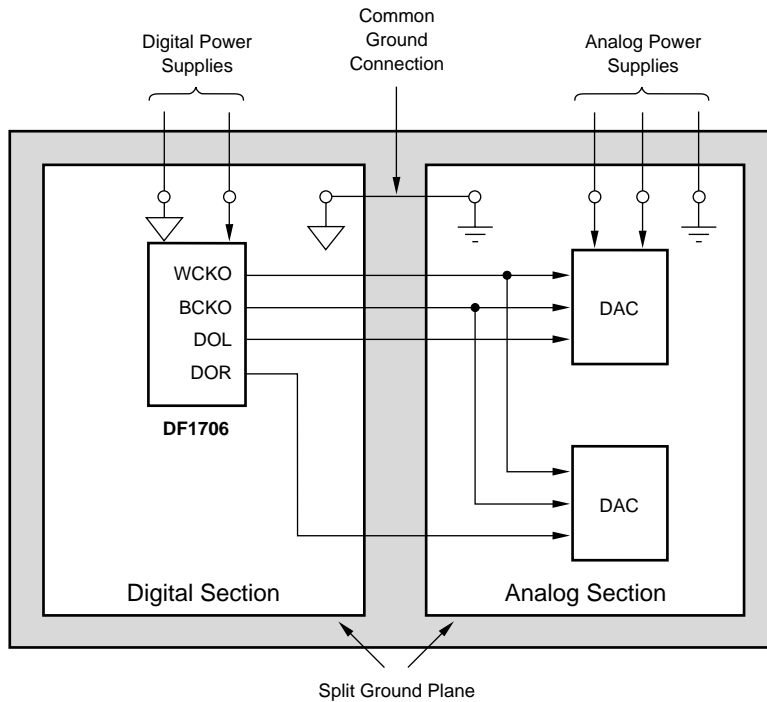 Common
Ground
Connection
Digital Power
Supplies
Analog Power
Supplies
WCKO
BCKO
DOL
DOR
DF1706
DAC
DAC
Digital Section
Analog Section
Split Ground Plane